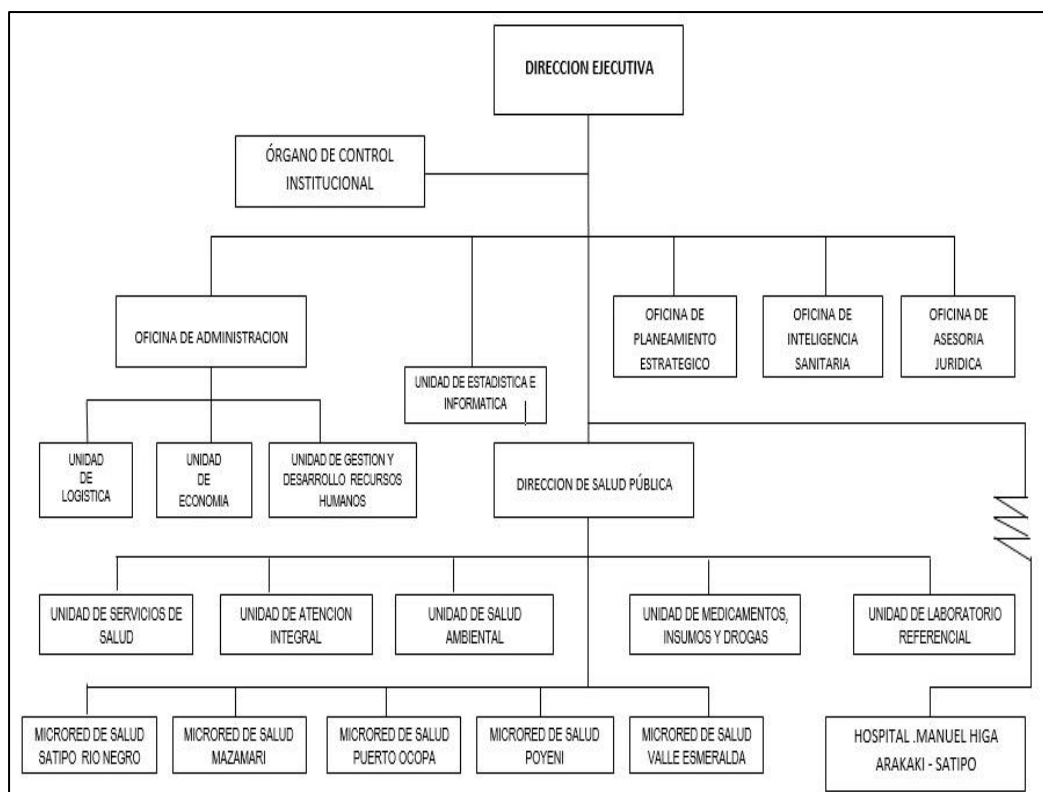 DIRECCION EJECUTIVA
ÓRGANO DE CONTROL
INSTITUCIONAL
OFICINA DE ADMINISTRACION
UNIDAD DE ESTADISTICA E
INFORMATICA
OFICINA DE
PLANEAMIENTO
ESTRATEGICO
OFICINA DE
INTELIGENCIA
SANITARIA
OFICINA DE
ASESORIA
JURIDICA
UNIDAD
DE
LOGISTICA
UNIDAD
DE
ECONOMIA
UNIDAD DE GESTION Y
DESARROLLO RECURSOS
HUMANOS
DIRECCION DE SALUD PÚBLICA
UNIDAD DE SERVICIOS DE
SALUD
UNIDAD DE ATENCION
INTEGRAL
UNIDAD DE SALUD
AMBIENTAL
UNIDAD DE MEDICAMENTOS,
INSUMOS Y DROGAS
UNIDAD DE LABORATORIO
REFERENCIAL
MICRORED DE SALUD
SATIPO RIO NEGRO
MICRORED DE SALUD
MAZAMARI
MICRORED DE SALUD
PUERTO OCOPA
MICRORED DE SALUD
POYENI
MICRORED DE SALUD
VALLE ESMERALDA
HOSPITAL .MANUEL HIGA
ARAKAKI - SATIPO